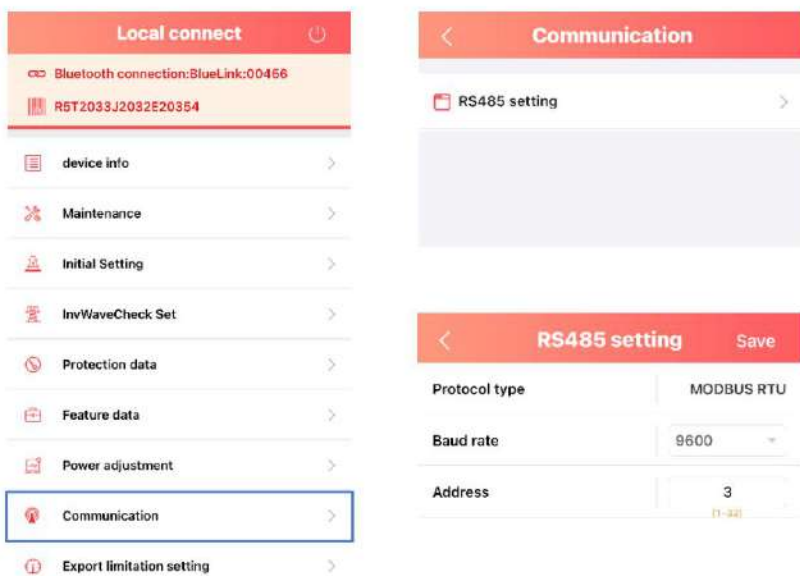 Local connect
Bluetooth connection:BlueLink:00466
R5T2033J2032E20354
device info
Maintenance
Initial Setting
InvWaveCheck Set
Protection data
Feature data
Power adjustment
Communication
Export limitation setting
Communication
RS485 setting
RS485 setting Save
Protocol type MODBUS RTU
Baud rate 9600
Address 3
[1-32]